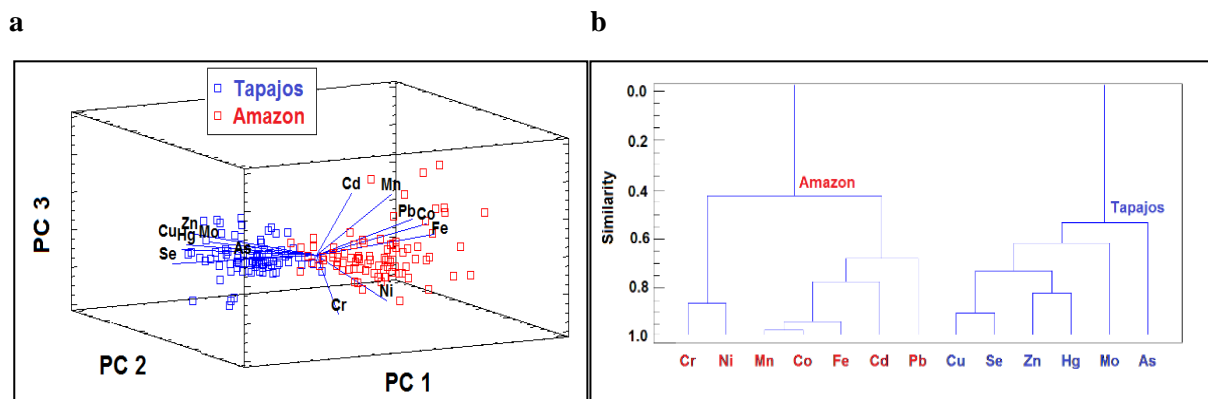 a
b
Tapajos
Amazon
Cd
Mn
Pb
Co
Fe
Zn
Cu
Hg
Mo
As
Se
Cr
Ni
PC 3
PC 2
PC 1
Similarity
0.0
0.2
0.4
0.6
0.8
1.0
Amazon
Tapajos
Cr Ni Mn Co Fe Cd Pb Cu Se Zn Hg Mo As